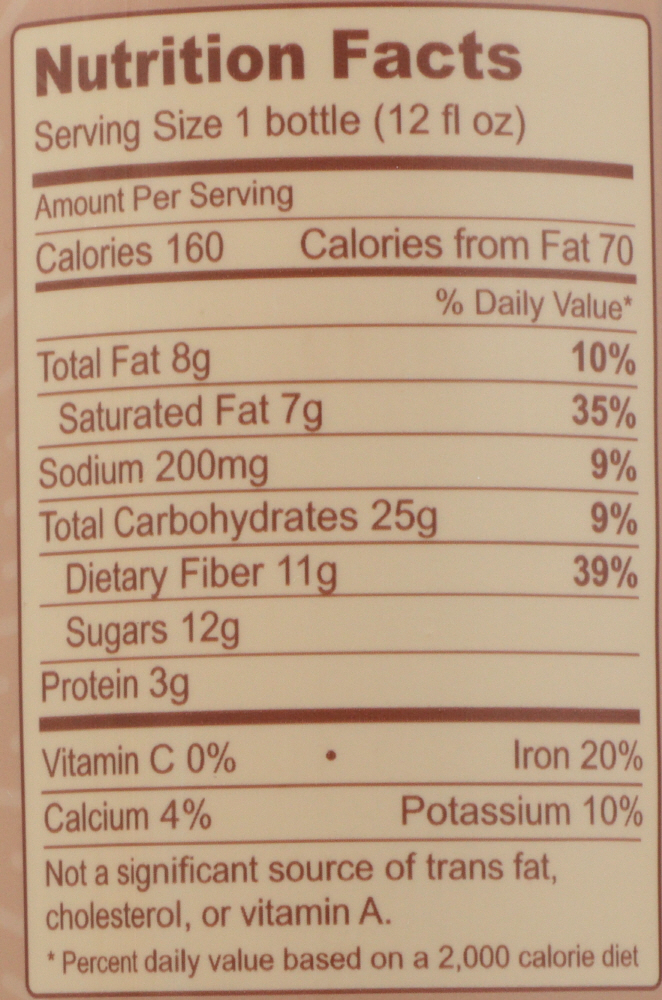 Nutrition Facts
Serving Size 1 bottle (12 fl oz)
Amount Per Serving
Calories 160 Calories from Fat 70
% Daily Value*
Total Fat 8g 10%
Saturated Fat 7g 35%
Sodium 200mg 9%
Total Carbohydrates 25g 9%
Dietary Fiber 11g 39%
Sugars 12g
Protein 3g
Vitamin C 0% • Iron 20%
Calcium 4% Potassium 10%
Not a significant source of trans fat,
cholesterol, or vitamin A.
* Percent daily value based on a 2,000 calorie diet